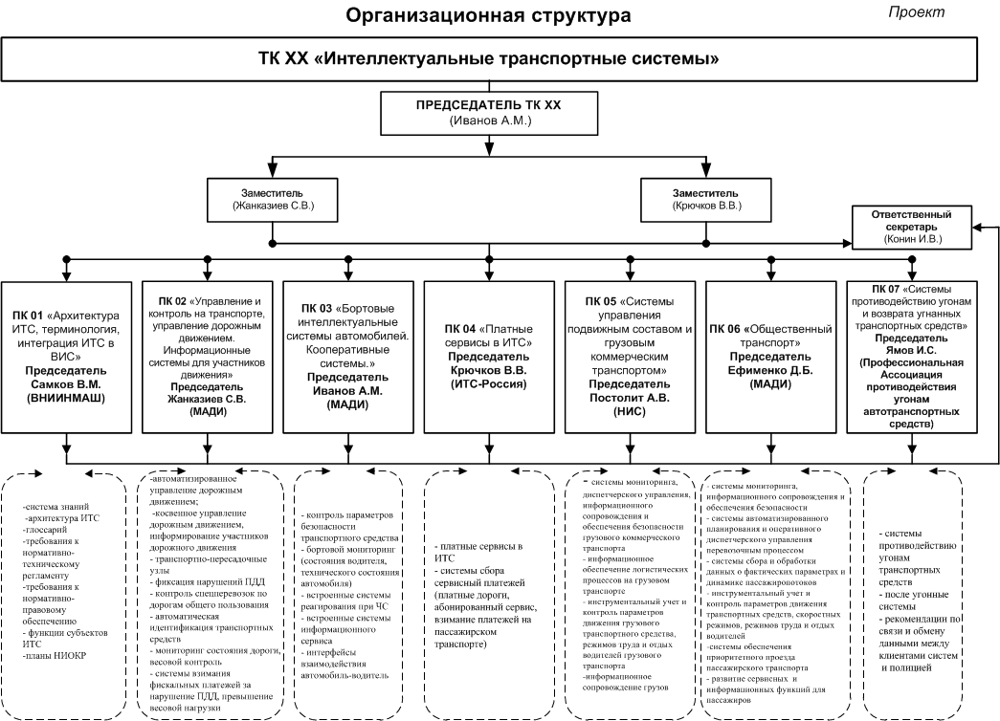 Организационная структура
Проект
ТК ХХ «Интеллектуальные транспортные системы»
ПРЕДСЕДАТЕЛЬ ТК ХХ
(Иванов А.М.)
Заместитель
(Жанказиев С.В.)
Заместитель
(Крючков В.В.)
Ответственный
секретарь
(Конин И.В.)
ПК 01 «Архитектура
ИТС, терминология,
интеграция ИТС в
ВИС»
Председатель
Самков В.М.
(ВНИИНМАШ)
ПК 02 «Управление и
контроль на транспорте,
управление дорожным
движением.
Информационные
системы для участников
движения»
Председатель
Жанказиев С.В.
(МАДИ)
ПК 03 «Бортовые
интеллектуальные
системы автомобилей.
Кооперативные
системы.»
Председатель
Иванов А.М.
(МАДИ)
ПК 04 «Платные
сервисы в ИТС»
Председатель
Крючков В.В.
(ИТС-Россия)
ПК 05 «Системы
управления
подвижным составом и
грузовым
коммерческим
транспортом»
Председатель
Постолит А.В.
(НИС)
ПК 06 «Общественный
транспорт»
Председатель
Ефименко Д.Б.
(МАДИ)
ПК 07 «Системы
противодействию угонам
и возврата угнанных
транспортных средств»
Председатель
Ямов И.С.
(Профессиональная
Ассоциация
противодействия
угонам
автотранспортных
средств)
-система знаний
-архитектура ИТС
-глоссарий
-требования к
нормативно-
техническому
регламенту
-требования к
нормативно-
правовому
обеспечению
- функции субъектов
ИТС
-планы НИОКР
-автоматизированное
управление дорожным
движением;
-косвенное управление
дорожным движением,
информирование участников
дорожного движения
- транспортно-пересадочные
узлы
- фиксация нарушений ПДД
- контроль спецперевозок по
дорогам общего пользования
- автоматическая
идентификация транспортных
средств
- мониторинг состояния дороги,
весовой контроль
- системы взимания
фискальных платежей за
нарушение ПДД, превышение
весовой нагрузки
- контроль параметров
безопасности
транспортного средства
- бортовой мониторинг
(состояния водителя,
технического состояния
автомобиля)
- встроенные системы
реагирования при ЧС
- встроенные системы
информационного
сервиса
- интерфейсы
взаимодействия
автомобиль-водитель
- платные сервисы в
ИТС
- системы сбора
сервисный платежей
(платные дороги,
абонированный сервис,
взимание платежей на
пассажирском
транспорте)
- системы мониторинга,
диспетчерского управления,
информационного
сопровождения и
обеспечения безопасности
грузового коммерческого
транспорта
- информационное
обеспечение логистических
процессов на грузовом
транспорте
- инструментальный учет и
контроль параметров
движения грузового
транспортного средства,
режимов труда и отдых
водителей грузового
транспорта
-информационное
сопровождение грузов
- системы мониторинга,
информационного сопровождения и
обеспечения безопасности
- системы автоматизированного
планирования и оперативного
диспетчерского управления
перевозочным процессом
- системы сбора и обработки
данных о фактических параметрах и
динамике пассажиропотоков
- инструментальный учет и
контроль параметров движения
транспортных средств, скоростных
режимов, режимов труда и отдых
водителей
-системы обеспечения
приоритетного проезда
пассажирского транспорта
- развитие сервисных и
информационных функций для
пассажиров
- системы
противодействию
угонам
транспортных
средств
- после угонные
системы
- рекомендации по
связи и обмену
данными между
клиентами систем
и полицией